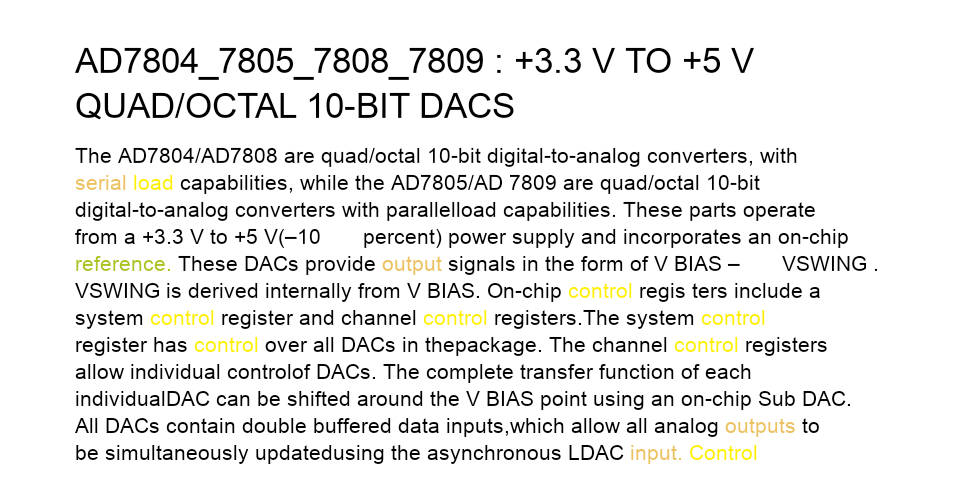 AD7804_7805_7808_7809 : +3.3 V TO +5 V
QUAD/OCTAL 10-BIT DACS
The AD7804/AD7808 are quad/octal 10-bit digital-to-analog converters, with
serial load capabilities, while the AD7805/AD 7809 are quad/octal 10-bit
digital-to-analog converters with parallelload capabilities. These parts operate
from a +3.3 V to +5 V(–10 percent) power supply and incorporates an on-chip
reference. These DACs provide output signals in the form of V BIAS – VSWING .
VSWING is derived internally from V BIAS. On-chip control regis ters include a
system control register and channel control registers.The system control
register has control over all DACs in thepackage. The channel control registers
allow individual controlof DACs. The complete transfer function of each
individualDAC can be shifted around the V BIAS point using an on-chip Sub DAC.
All DACs contain double buffered data inputs,which allow all analog outputs to
be simultaneously updatedusing the asynchronous LDAC input. Control